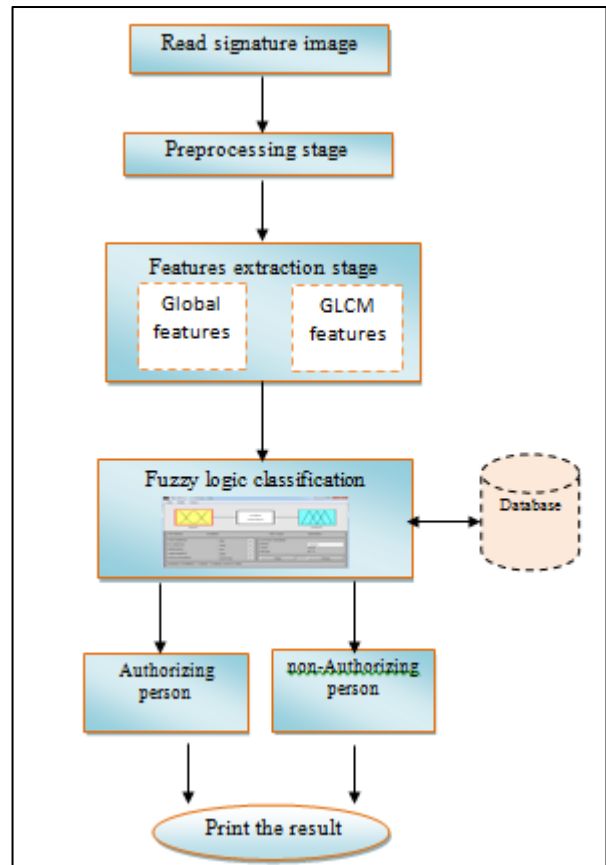 Read signature image
Preprocessing stage
Features extraction stage
Global
features
GLCM
features
Fuzzy logic classification
Database
Authorizing
person
non-Authorizing
person
Print the result